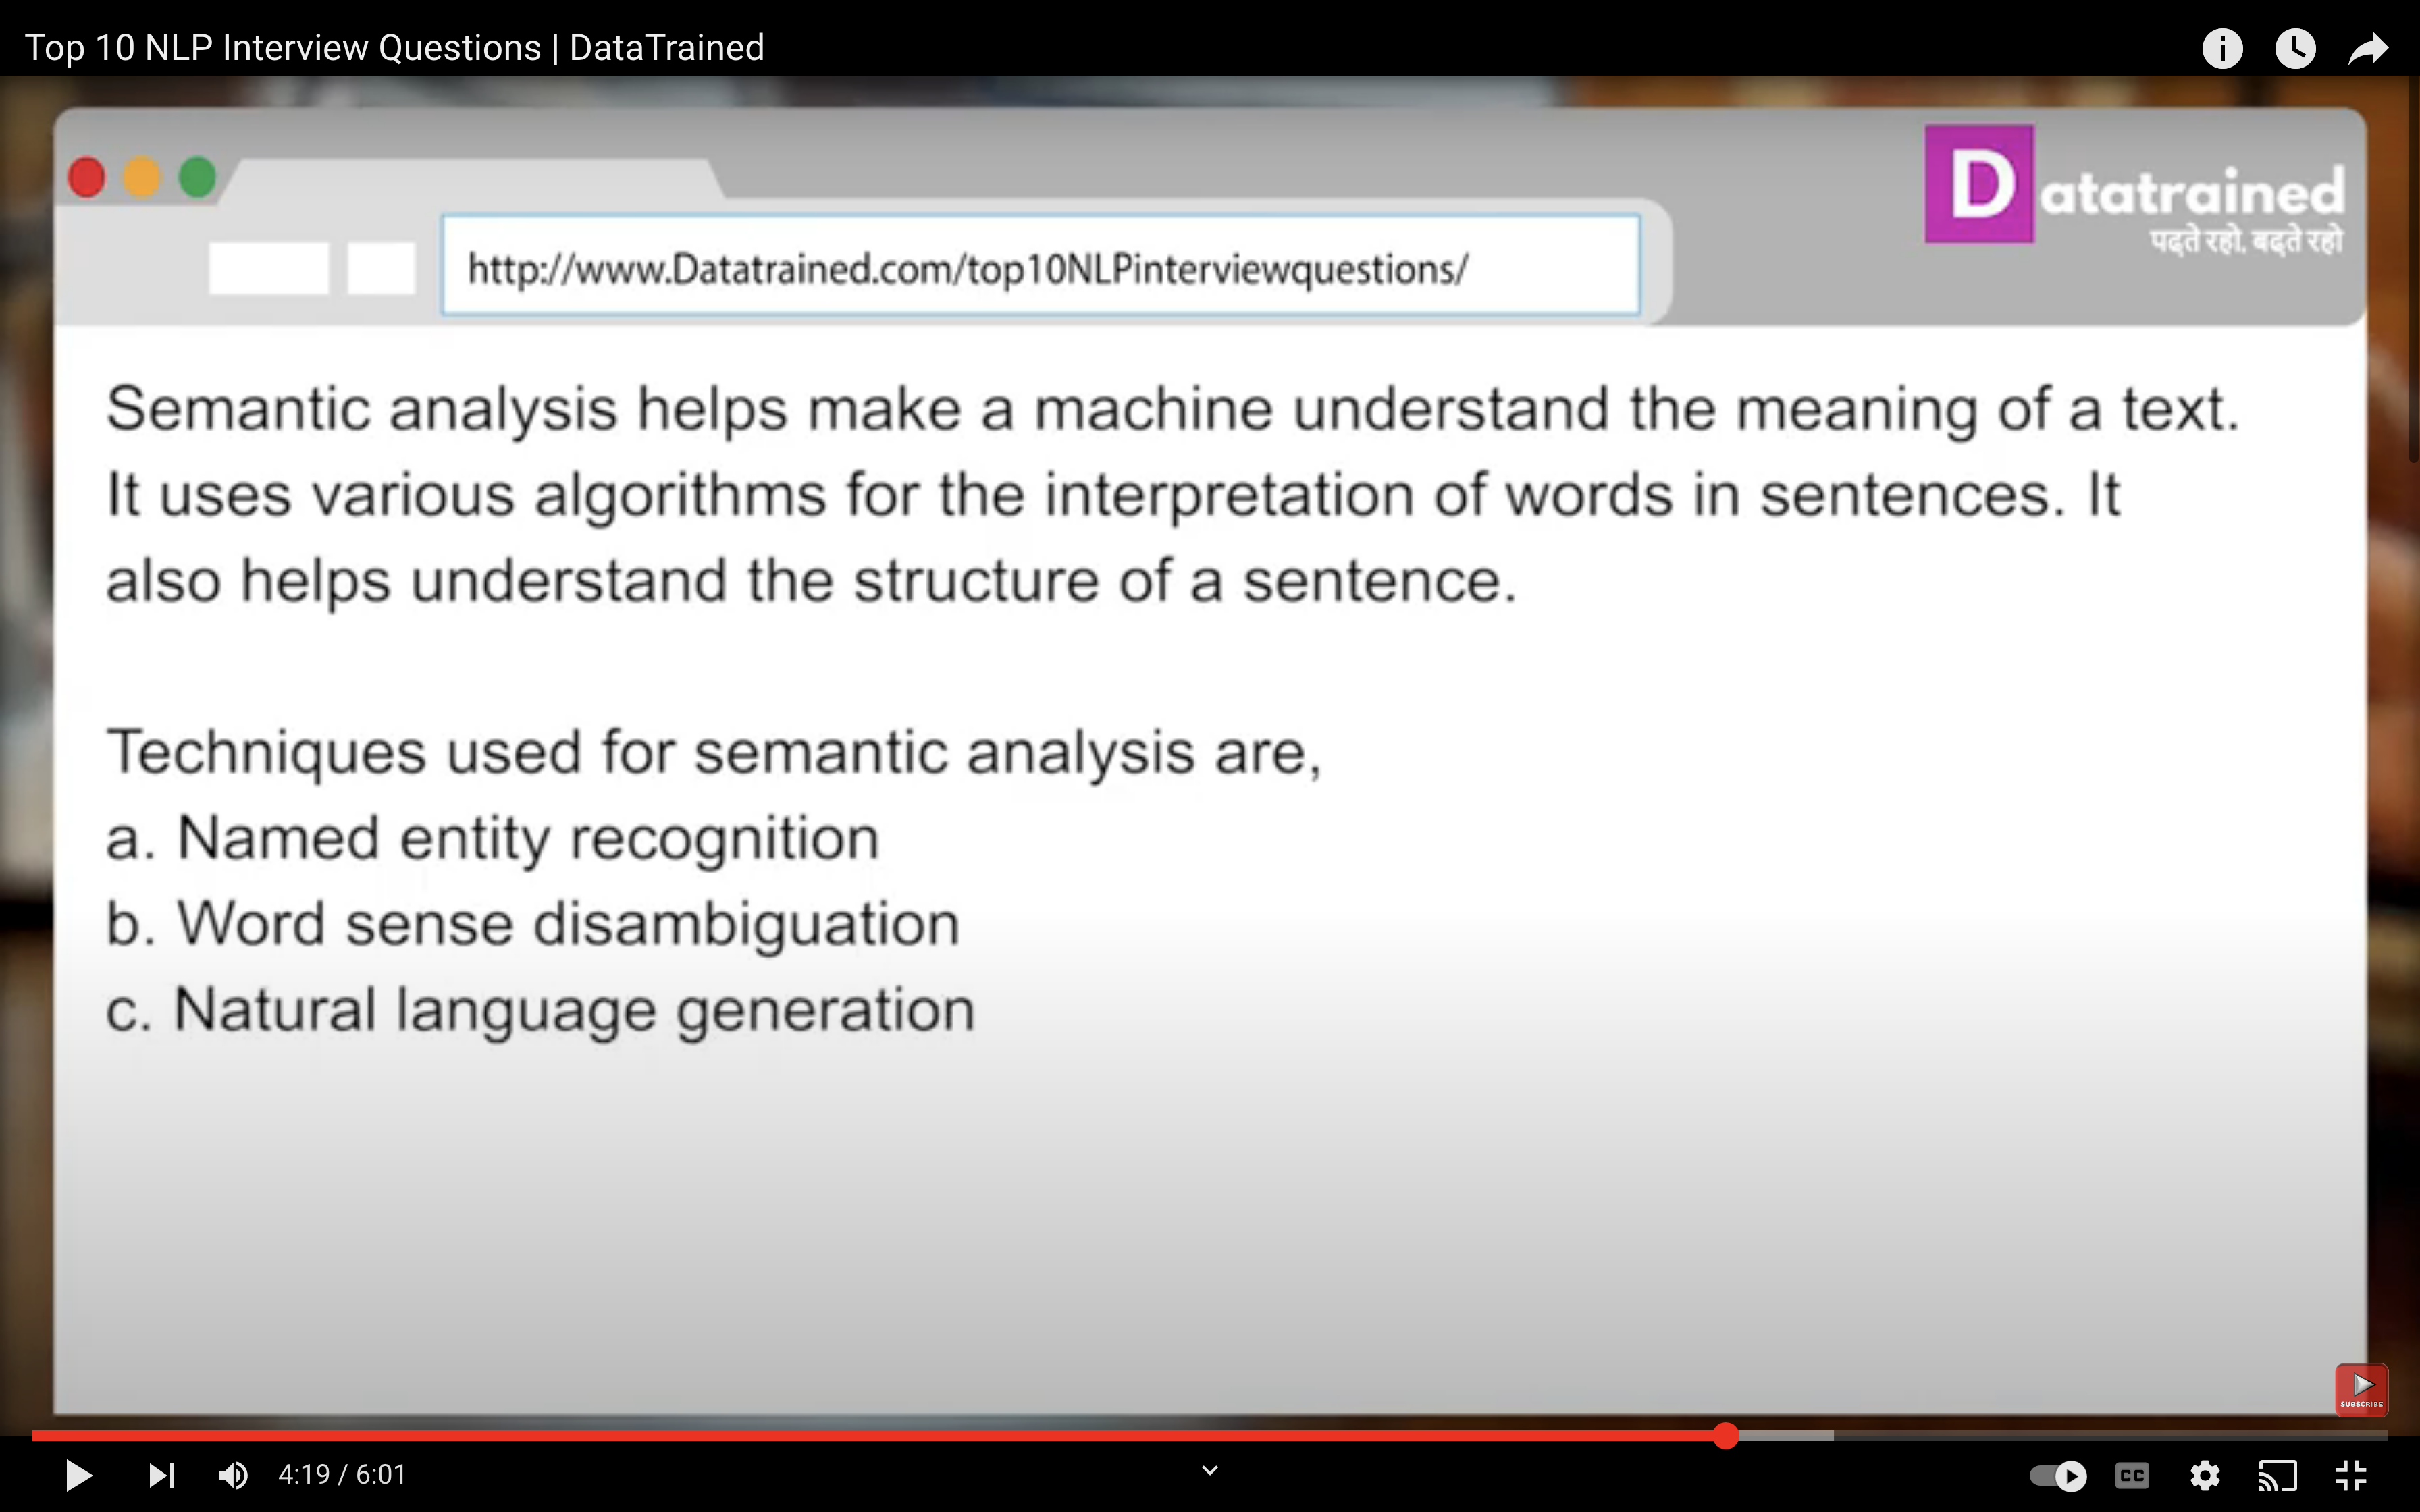 Top 10 NLP Interview Questions | DataTrained
Datatrained
पढ़ते रहो, बढ़ते रहो
http://www.Datatrained.com/top10NLPinterviewquestions/
Semantic analysis helps make a machine understand the meaning of a text.
It uses various algorithms for the interpretation of words in sentences. It
also helps understand the structure of a sentence.
Techniques used for semantic analysis are,
a. Named entity recognition
b. Word sense disambiguation
c. Natural language generation
SUBSCRIBE
4:19 / 6:01
CC